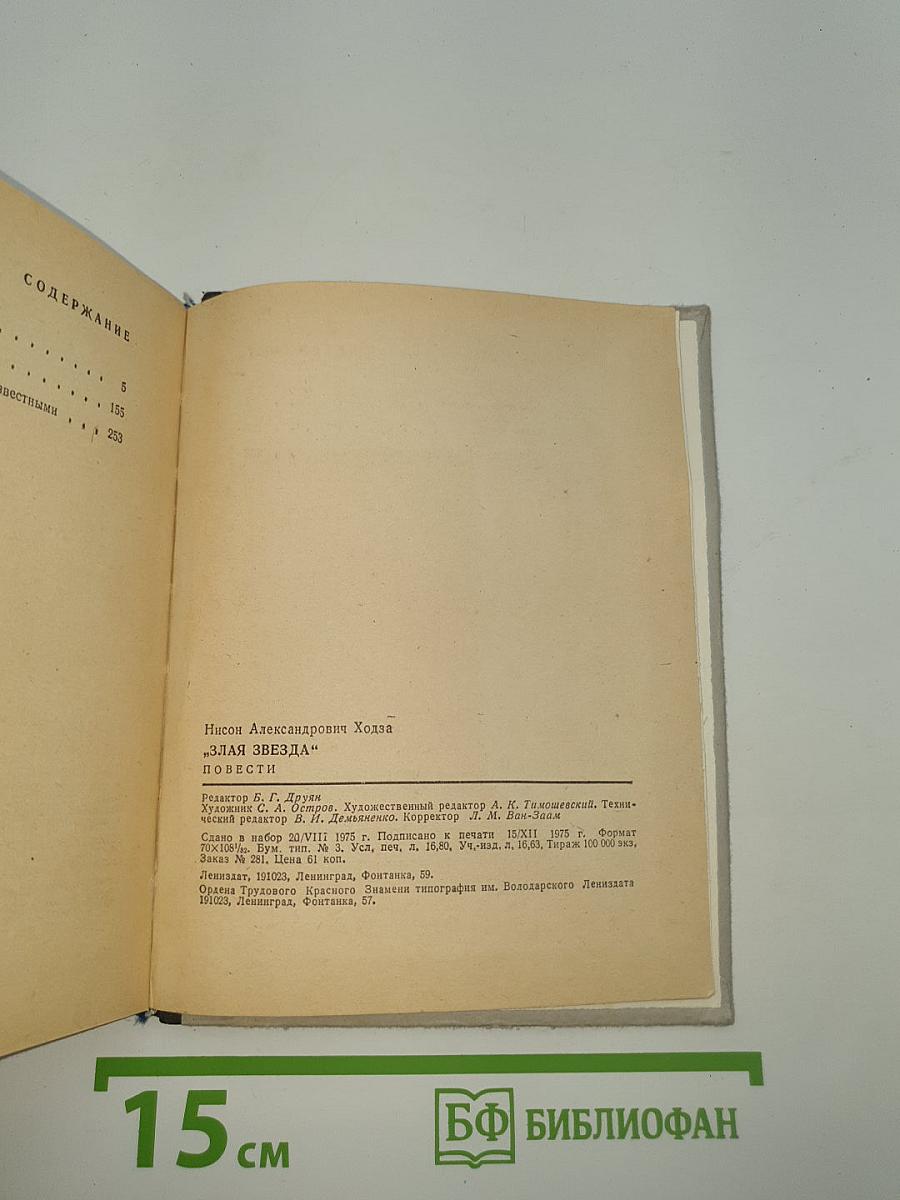 СОДЕРЖАНИЕ
5
155
253
Нисон Александрович Ходза
„ЗЛАЯ ЗВЕЗДА“
ПОВЕСТИ
Редактор Б. Г. Друян
Художник С. А. Остров. Художественный редактор А. К. Тимошевский. Техни-
ческий редактор В. И. Демьяненко. Корректор Л. М. Ван-Заам
Сдано в набор 20/VIII 1975 г. Подписано к печати 15/XII 1975 г. Формат
70×108¹/₃₂. Бум. тип. № 3. Усл. печ. л. 16,80. Уч.-изд. л. 16,63. Тираж 100 000 экз.
Заказ № 281. Цена 61 коп.
Лениздат, 191023, Ленинград, Фонтанка, 59.
Ордена Трудового Красного Знамени типография им. Володарского Лениздата
191023, Ленинград, Фонтанка, 57.
15 см
БФ БИБЛИОФАН